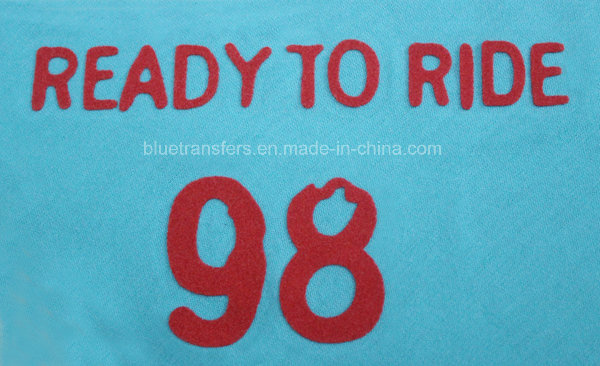 READY TO RIDE
bluetransfers.en.made-in-china.com
98